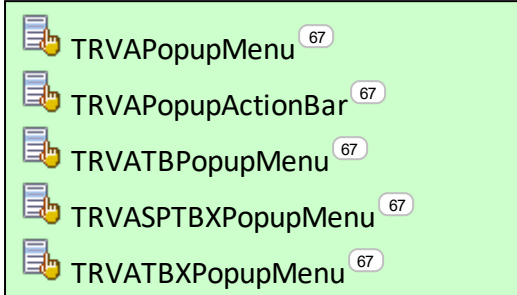 TRVAPopupMenu 67
TRVAPopupActionBar 67
TRVATBPopupMenu 67
TRVASPTBXPopupMenu 67
TRVATBXPopupMenu 67